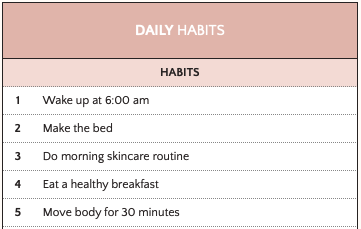 DAILY HABITS
HABITS
1 Wake up at 6:00 am
2 Make the bed
3 Do morning skincare routine
4 Eat a healthy breakfast
5 Move body for 30 minutes